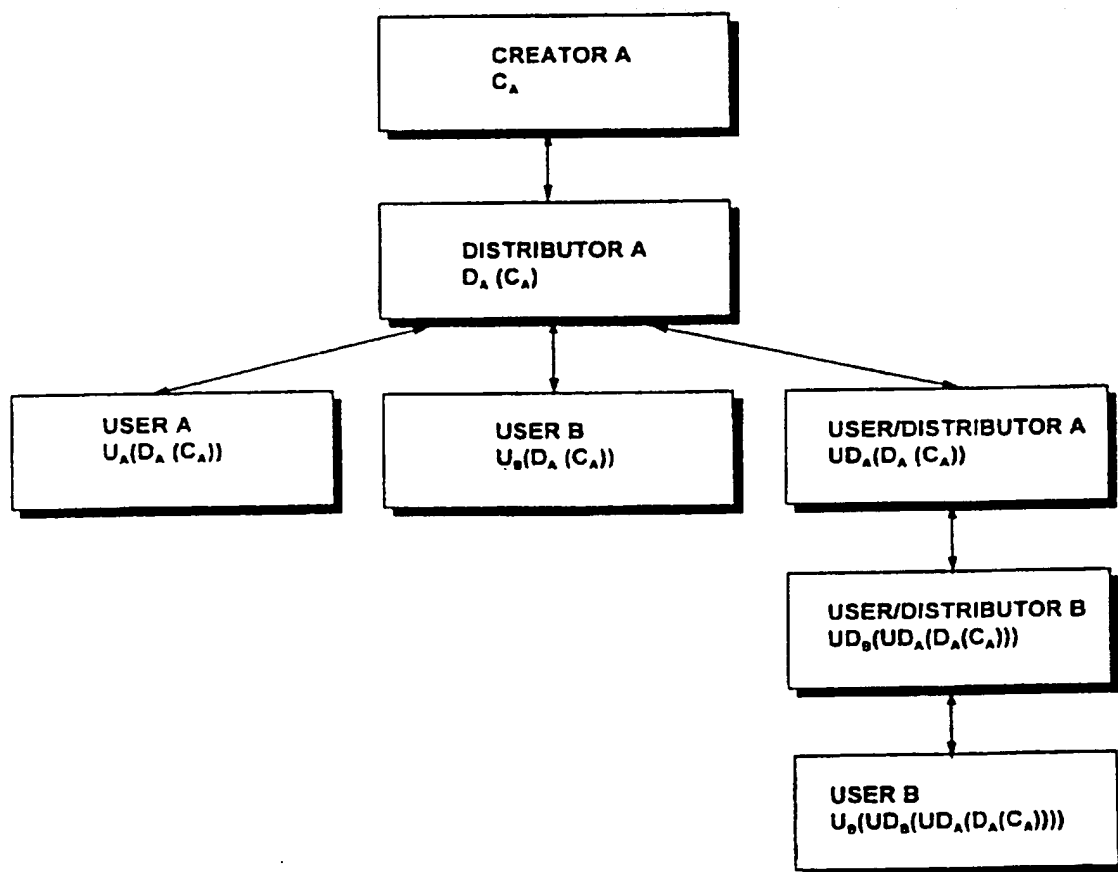 CREATOR A
C_A
DISTRIBUTOR A
D_A (C_A)
USER A
U_A(D_A (C_A))
USER B
U_B(D_A (C_A))
USER/DISTRIBUTOR A
UD_A(D_A (C_A))
USER/DISTRIBUTOR B
UD_B(UD_A(D_A(C_A)))
USER B
U_B(UD_B(UD_A(D_A(C_A))))